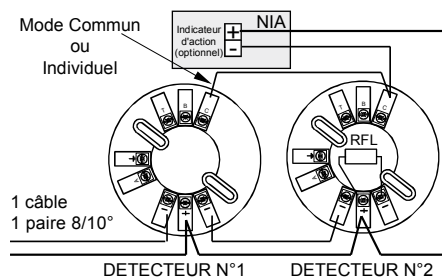 Mode Commun
ou
Individuel
Indicateur
d'action
(optionnel)
+
-
NIA
T
B
C
A
-
+
-
T
B
C
RFL
A
-
+
-
1 câble
1 paire 8/10°
DETECTEUR N°1
DETECTEUR N°2